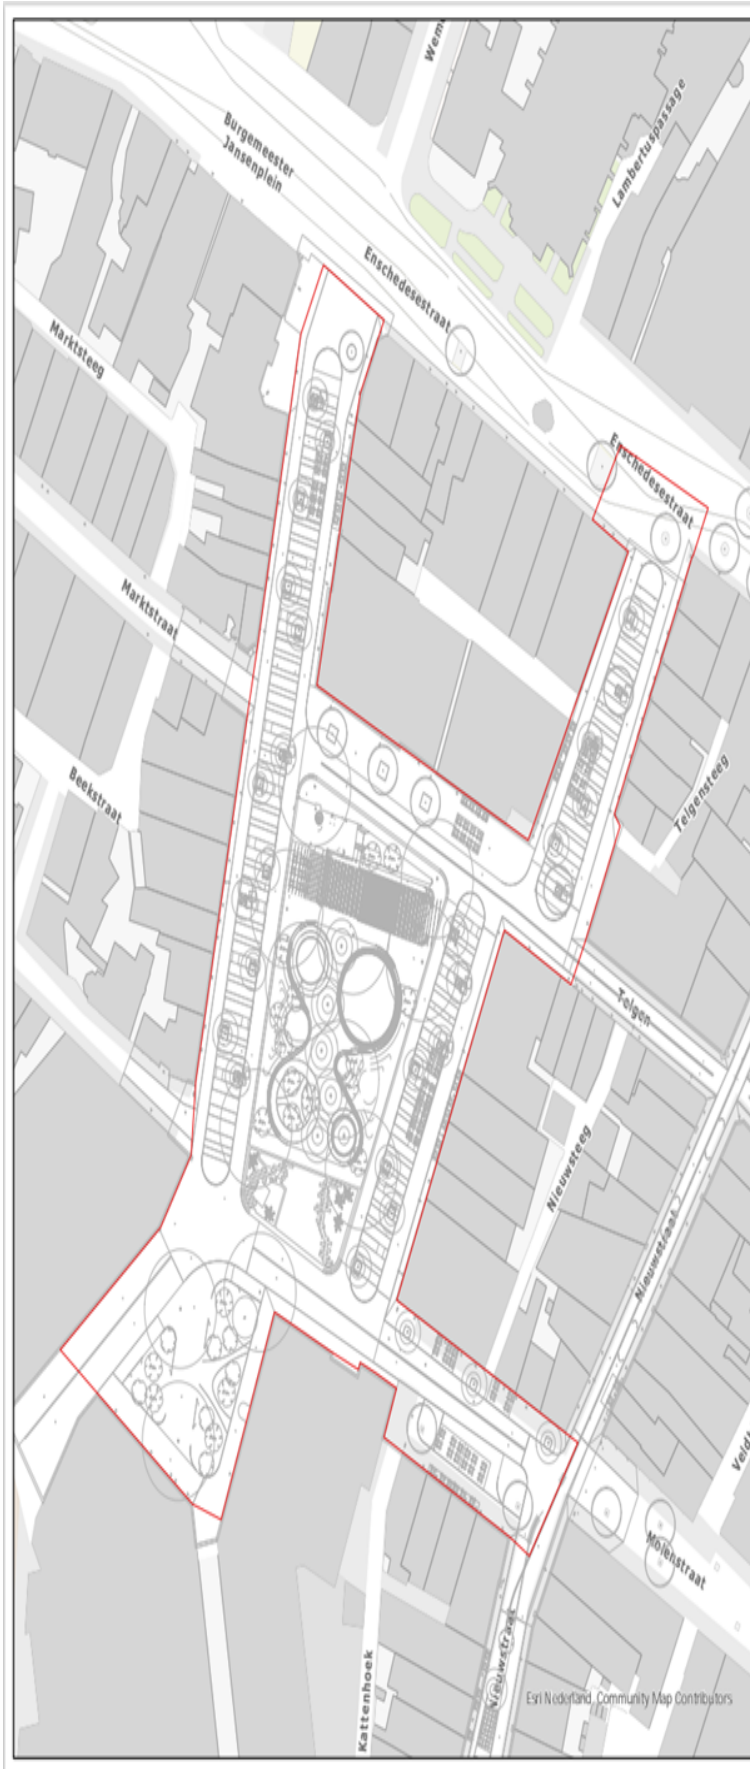 Burgemeester
Jansenplein
Lambertuspassage
Enschedesestraat
Marktsteeg
Enschedesestraat
Marktstraat
Beekstraat
Telgensteeg
Telgen
Nieuwsteeg
Nieuwstraat
Molenstraat
Nieuwstraat
Kattenhoek
Esri Nederland, Community Map Contributors